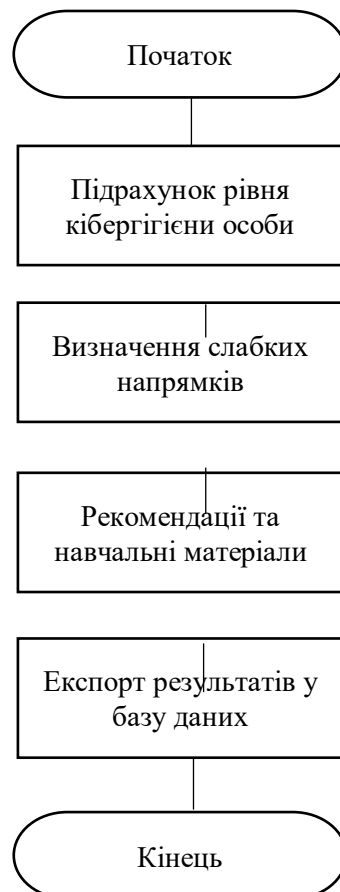 Початок
Підрахунок рівня
кібергігієни особи
Визначення слабких
напрямків
Рекомендації та
навчальні матеріали
Експорт результатів у
базу даних
Кінець